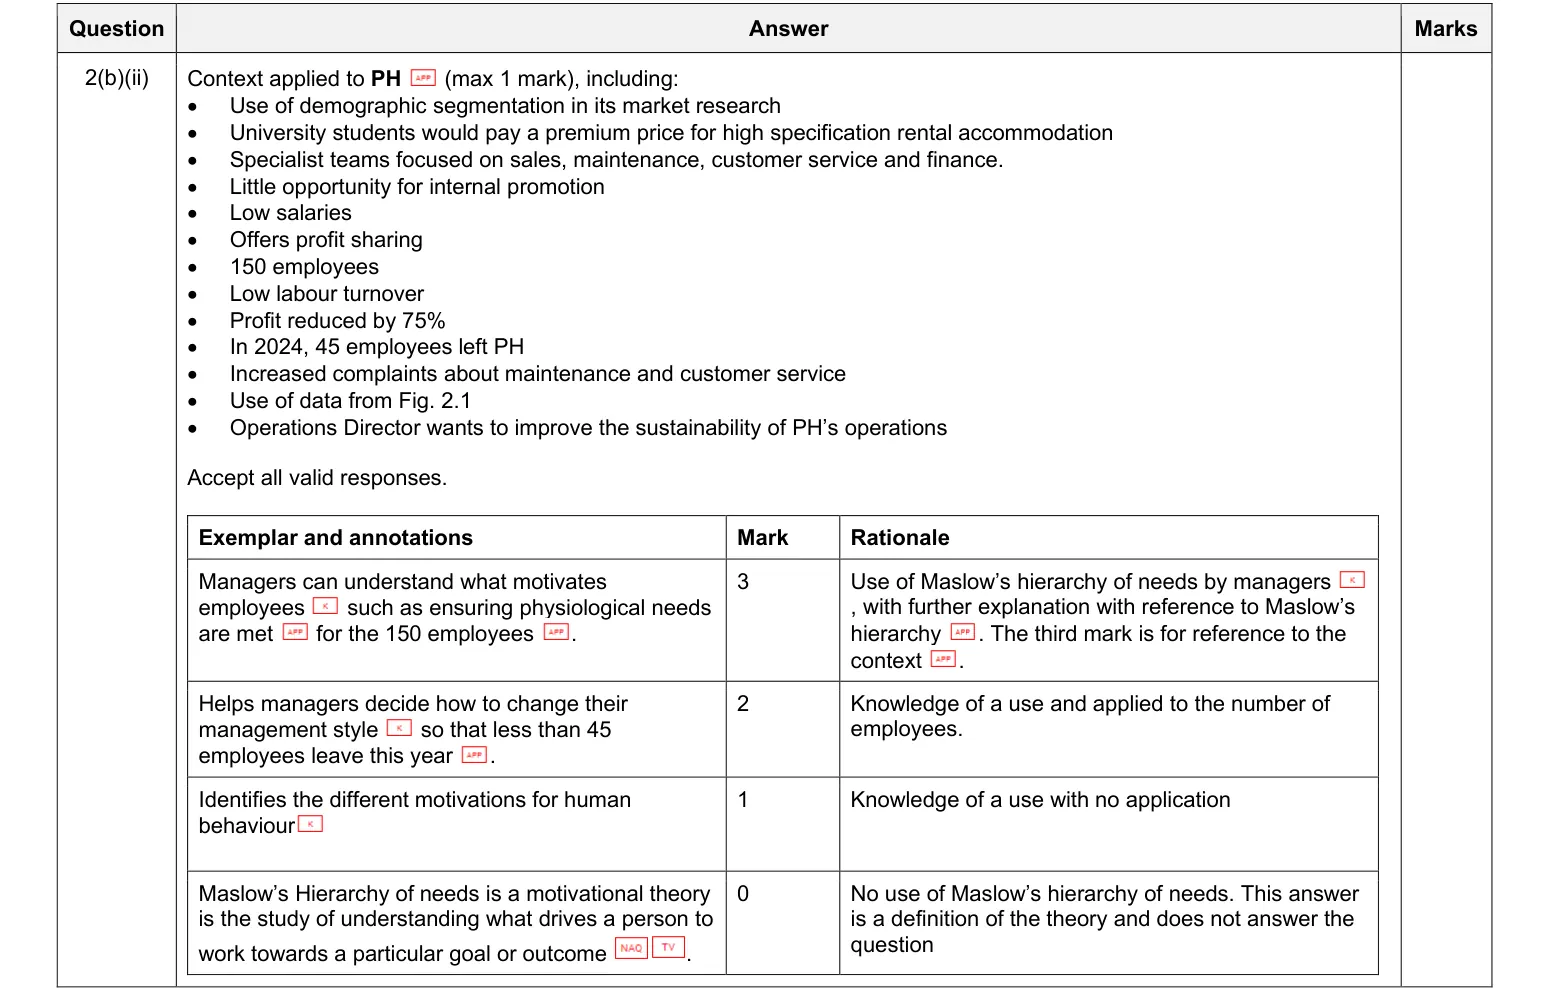 Question Answer Marks
2(b)(ii) Context applied to PH APP (max 1 mark), including:
• Use of demographic segmentation in its market research
• University students would pay a premium price for high specification rental accommodation
• Specialist teams focused on sales, maintenance, customer service and finance.
• Little opportunity for internal promotion
• Low salaries
• Offers profit sharing
• 150 employees
• Low labour turnover
• Profit reduced by 75%
• In 2024, 45 employees left PH
• Increased complaints about maintenance and customer service
• Use of data from Fig. 2.1
• Operations Director wants to improve the sustainability of PH’s operations
Accept all valid responses.
Exemplar and annotations Mark Rationale
Managers can understand what motivates
employees K such as ensuring physiological needs
are met APP for the 150 employees APP.
3
Use of Maslow’s hierarchy of needs by managers K
, with further explanation with reference to Maslow’s
hierarchy APP. The third mark is for reference to the
context APP.
Helps managers decide how to change their
management style K so that less than 45
employees leave this year APP.
2
Knowledge of a use and applied to the number of
employees.
Identifies the different motivations for human
behaviour K
1
Knowledge of a use with no application
Maslow’s Hierarchy of needs is a motivational theory
is the study of understanding what drives a person to
work towards a particular goal or outcome NAQ TV.
0
No use of Maslow’s hierarchy of needs. This answer
is a definition of the theory and does not answer the
question